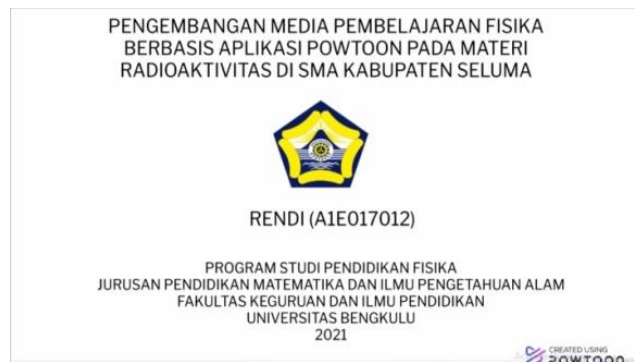 PENGEMBANGAN MEDIA PEMBELAJARAN FISIKA
BERBASIS APLIKASI POWTOON PADA MATERI
RADIOAKTIVITAS DI SMA KABUPATEN SELUMA
RENDI (A1E017012)
PROGRAM STUDI PENDIDIKAN FISIKA
JURUSAN PENDIDIKAN MATEMATIKA DAN ILMU PENGETAHUAN ALAM
FAKULTAS KEGURUAN DAN ILMU PENDIDIKAN
UNIVERSITAS BENGKULU
2021
CREATED USING
POWTOON